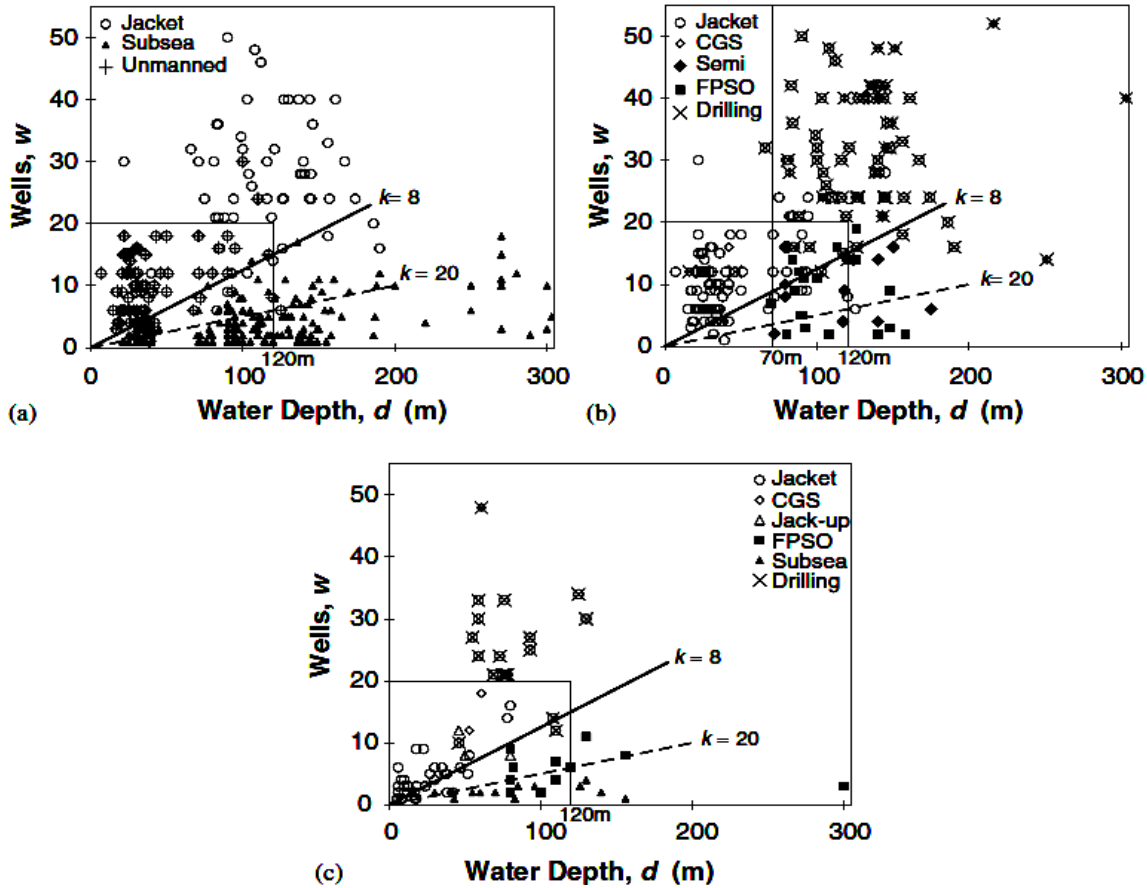 50
40
30
20
10
0
Wells, w
Jacket
Subsea
Unmanned
k= 8
k = 20
120m
0
100
200
300
Water Depth, d (m)
(a)
50
40
30
20
10
0
Wells, w
Jacket
CGS
Semi
FPSO
Drilling
k = 8
k = 20
70m
120m
0
100
200
300
Water Depth, d (m)
(b)
50
40
30
20
10
0
Wells, w
Jacket
CGS
Jack-up
FPSO
Subsea
Drilling
k = 8
k = 20
120m
0
100
200
300
Water Depth, d (m)
(c)